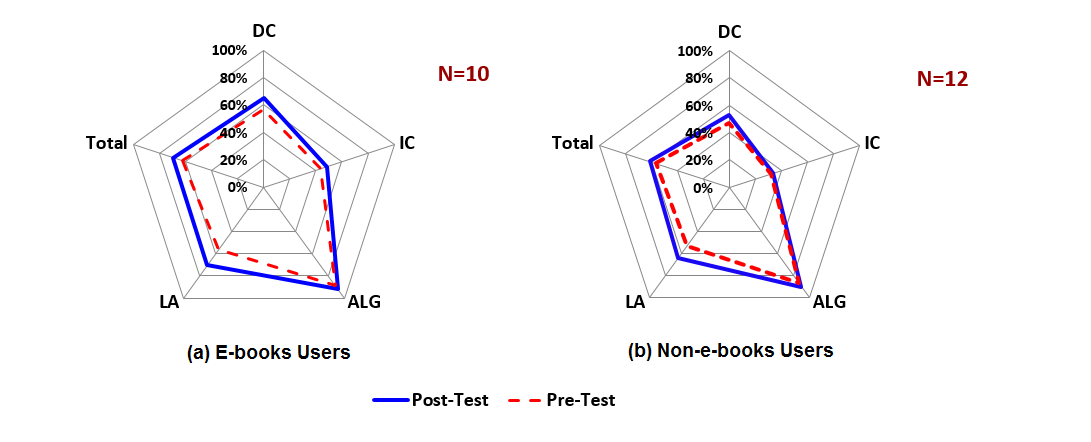 DC
100%
80%
60%
40%
20%
0%
IC
ALG
LA
Total
N=10
(a) E-books Users
DC
100%
80%
60%
40%
20%
0%
IC
ALG
LA
Total
N=12
(b) Non-e-books Users
Post-Test
Pre-Test